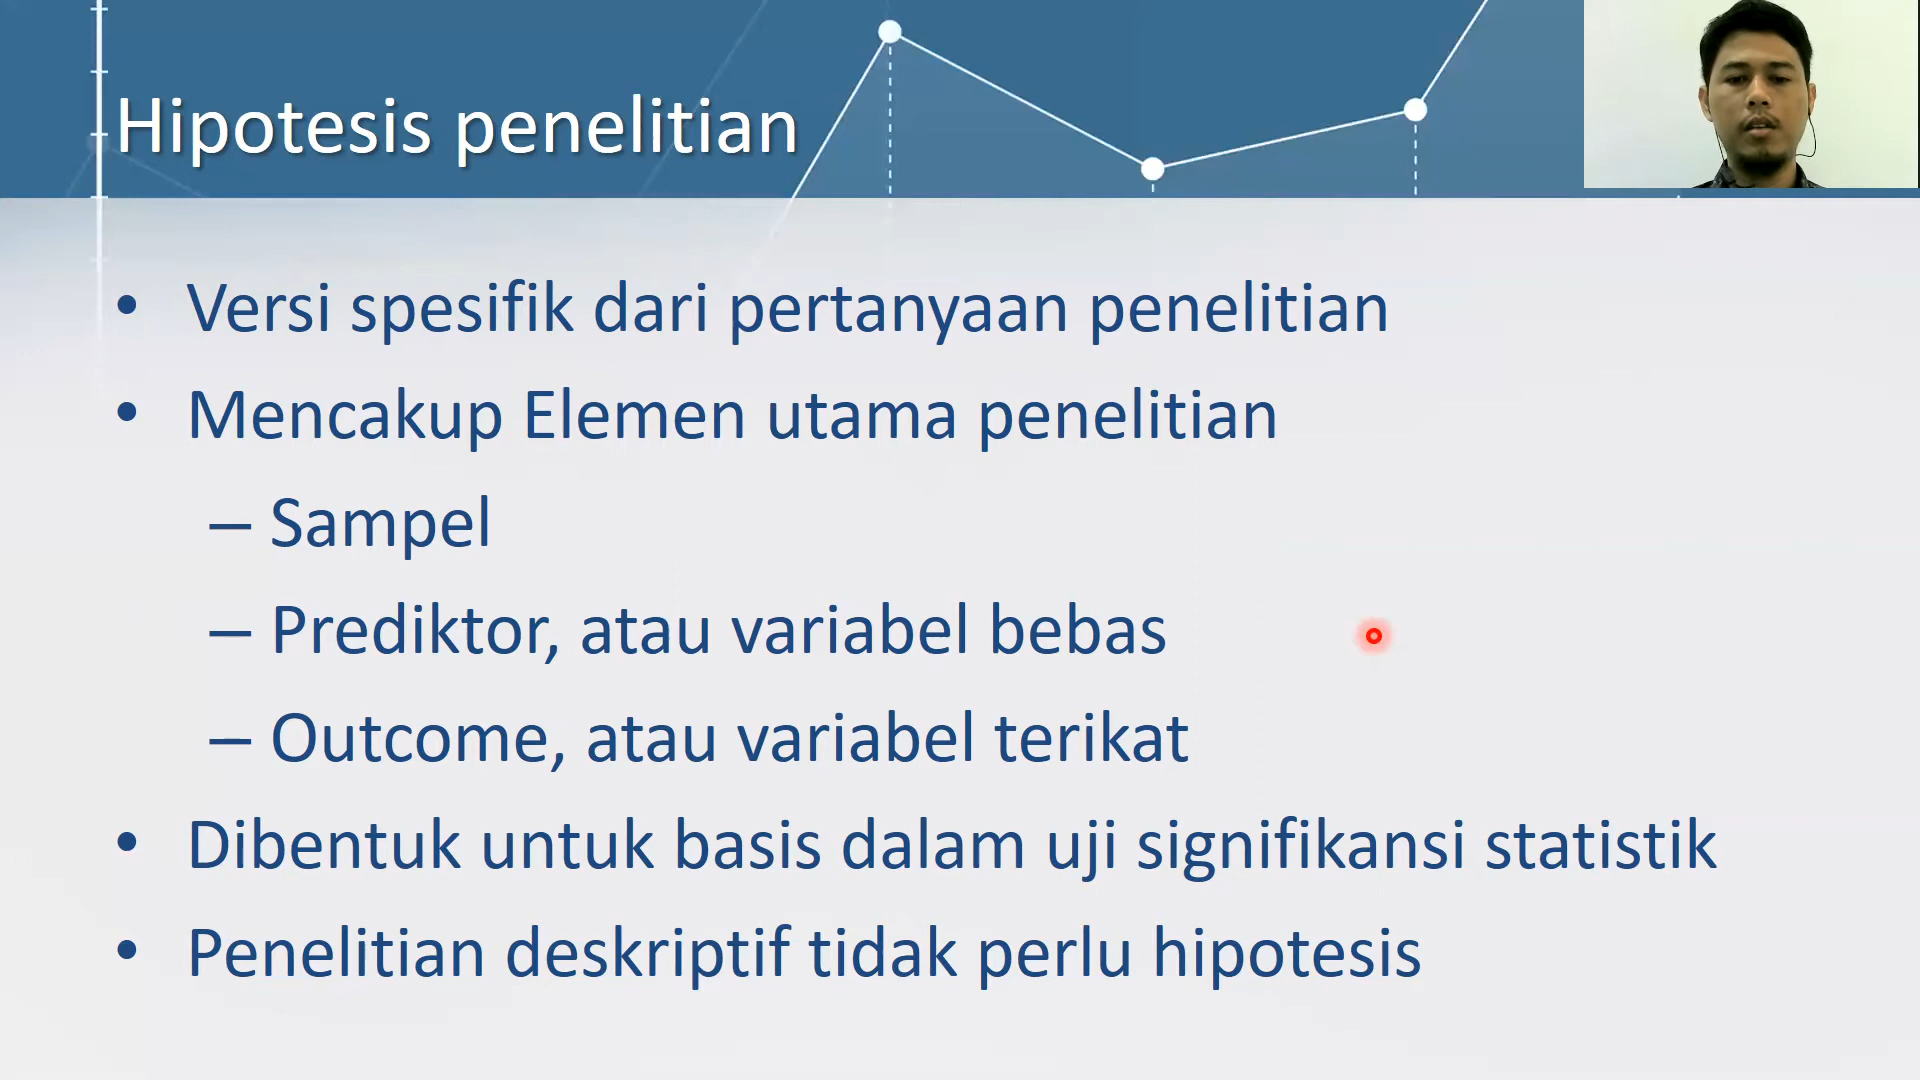 Hipotesis penelitian
• Versi spesifik dari pertanyaan penelitian
• Mencakup Elemen utama penelitian
– Sampel
– Prediktor, atau variabel bebas
– Outcome, atau variabel terikat
• Dibentuk untuk basis dalam uji signifikansi statistik
• Penelitian deskriptif tidak perlu hipotesis